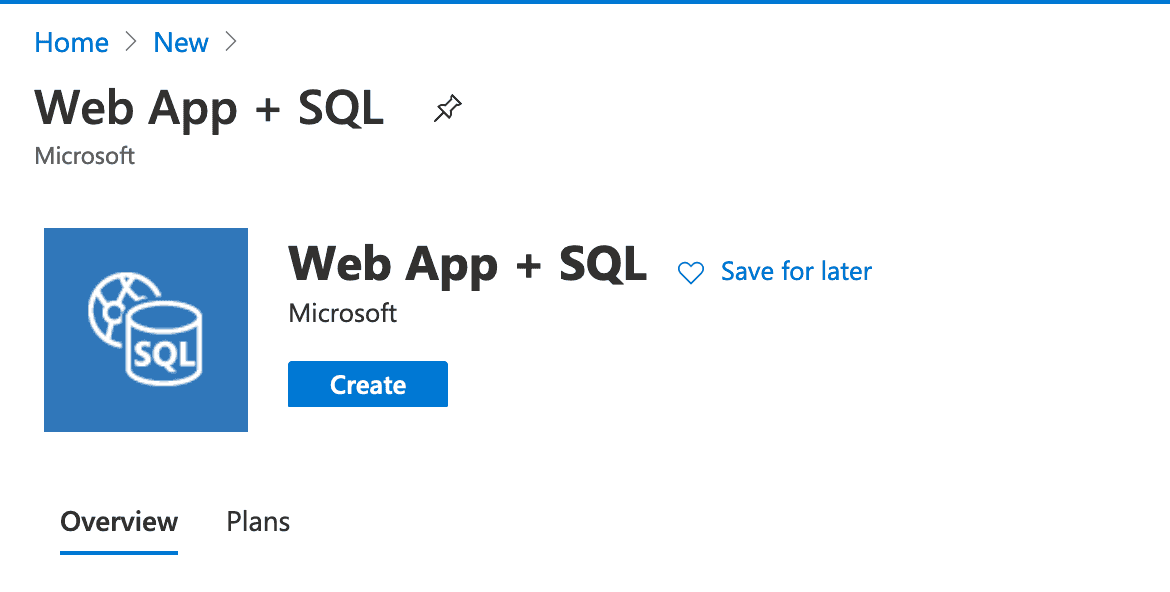 Home > New >
Web App + SQL
Microsoft
SQL
Web App + SQL
Save for later
Microsoft
Create
Overview Plans